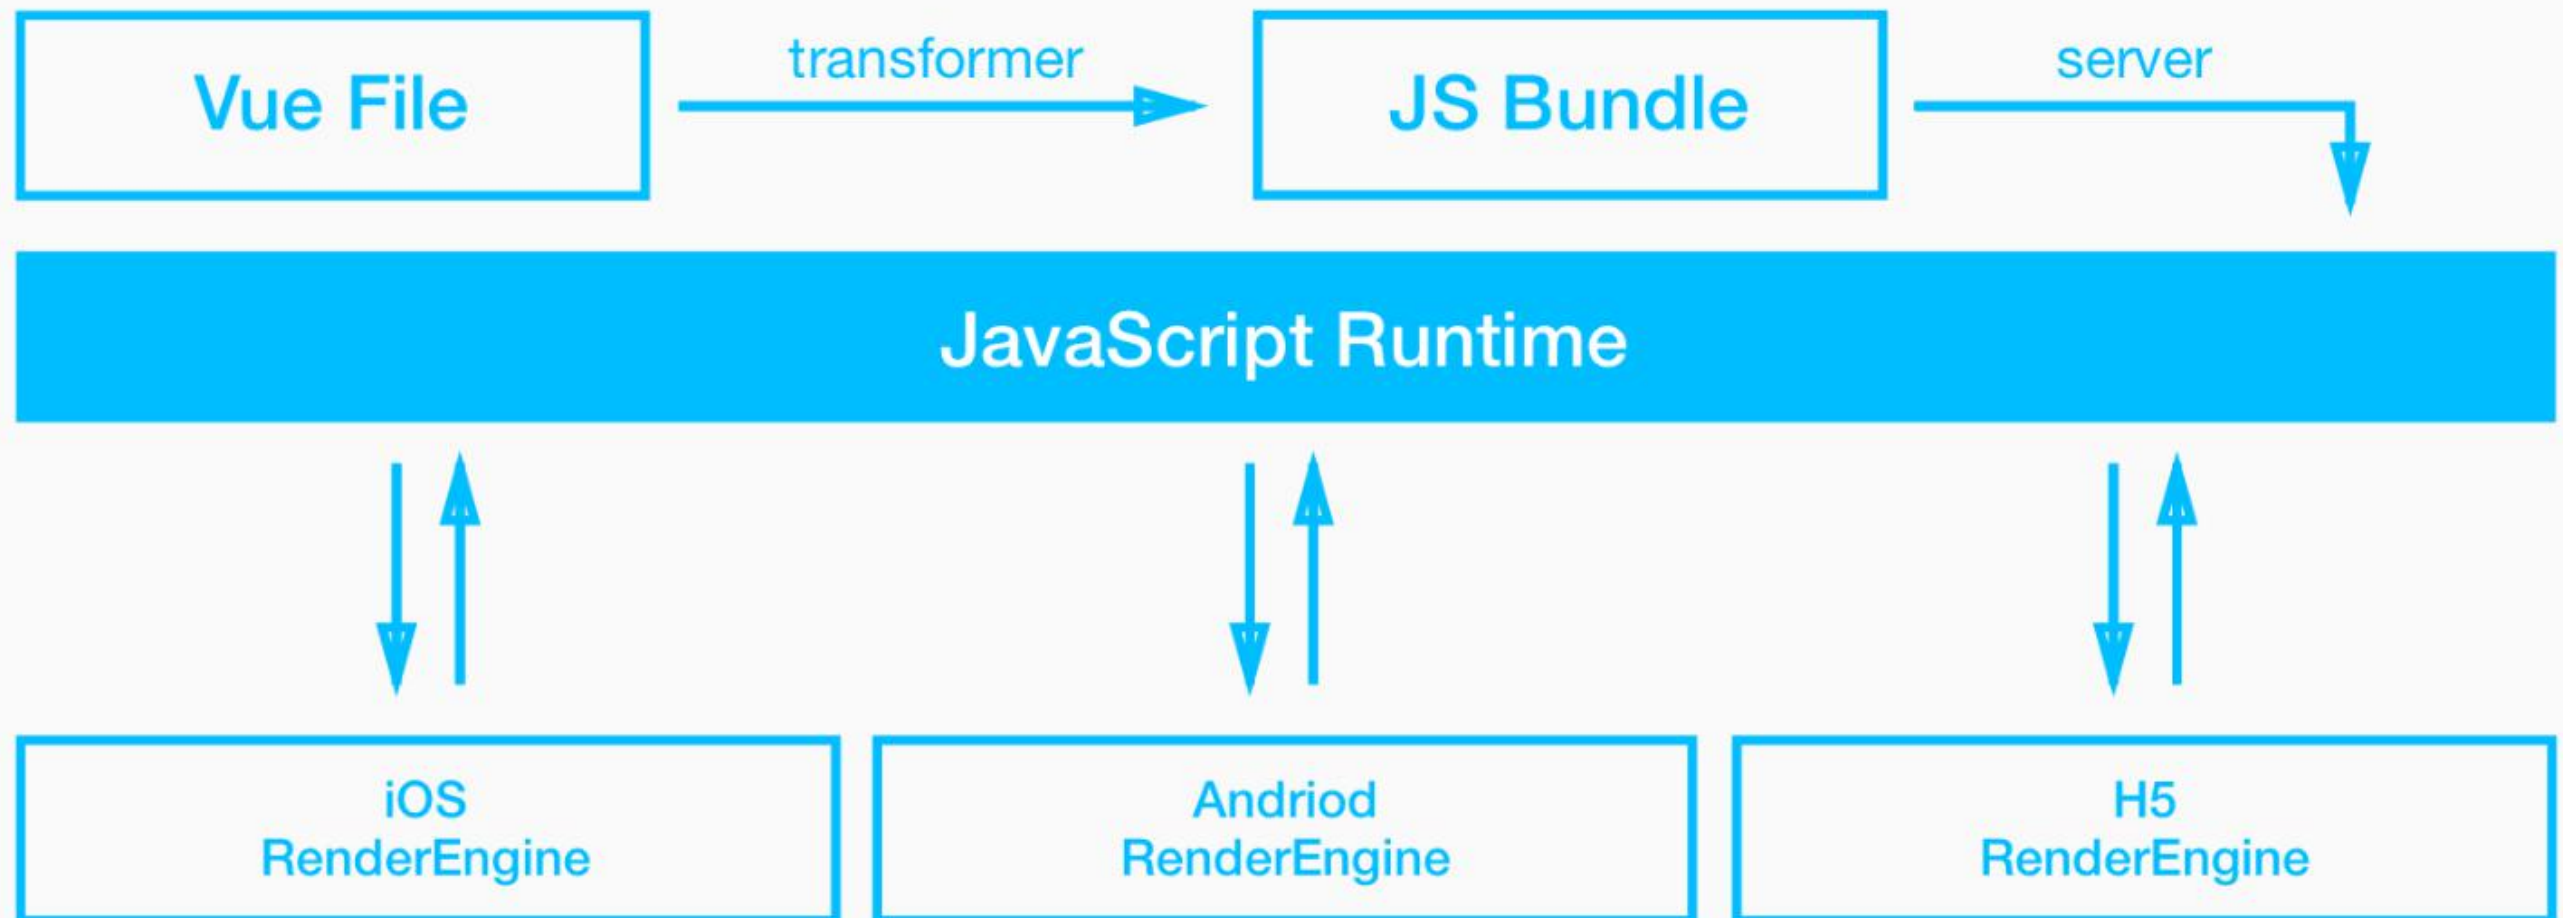 Vue File
transformer
JS Bundle
server
JavaScript Runtime
iOS
RenderEngine
Andriod
RenderEngine
H5
RenderEngine